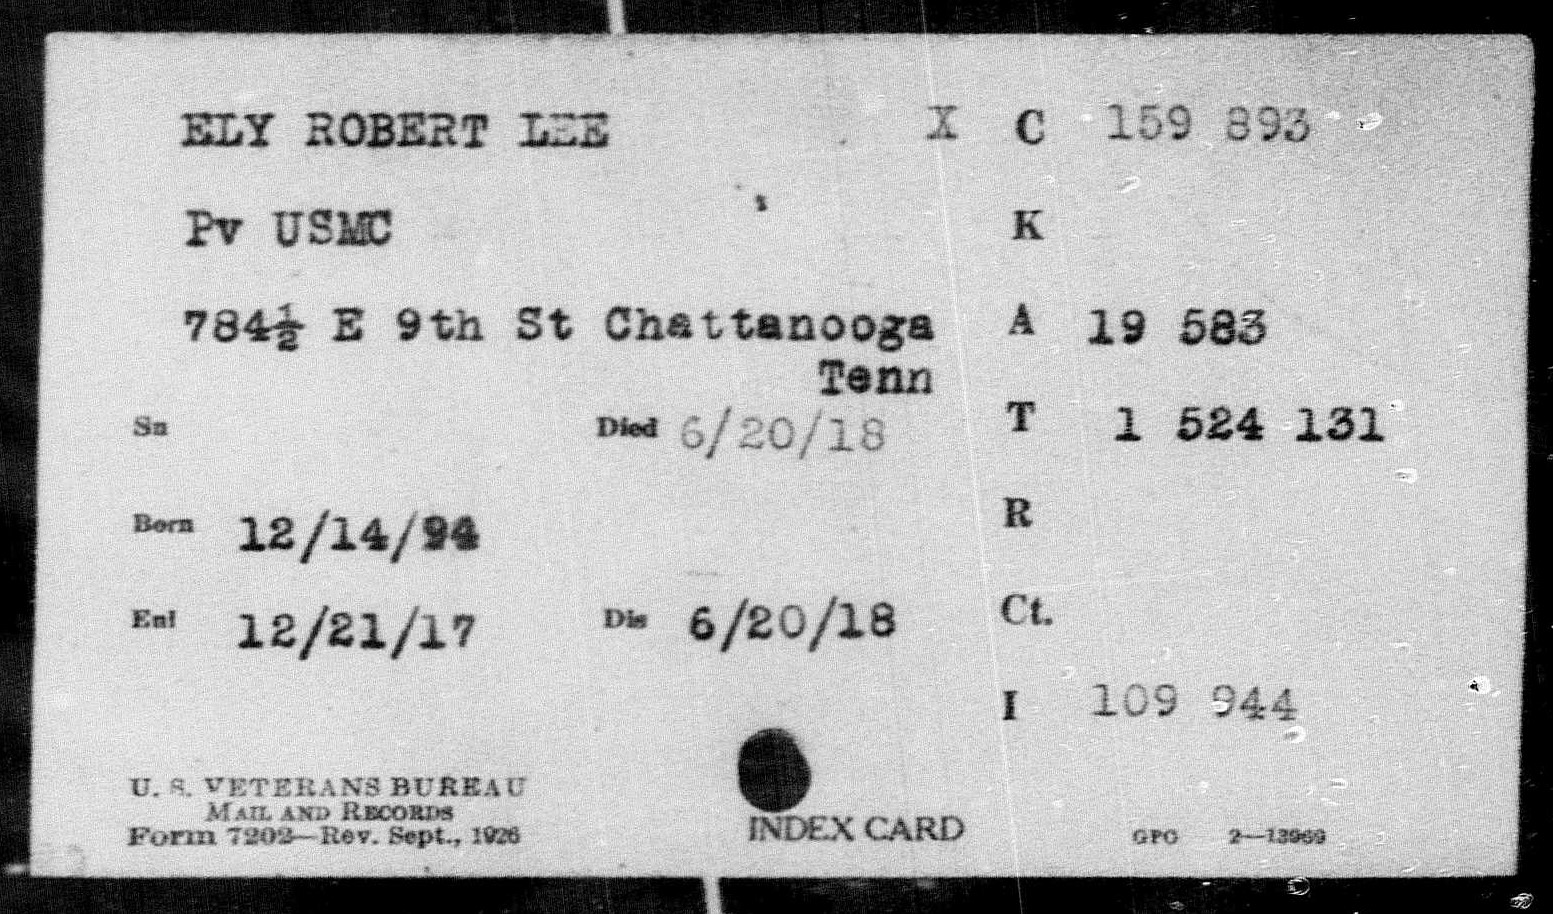 ELY ROBERT LEE X C 159 893
Pv USMC K
784½ E 9th St Chattanooga A 19 583
Tenn
Sn Died 6/20/18 T 1 524 131
Born 12/14/94 R
Enl 12/21/17 Dis 6/20/18 Ct.
I 109 944
U. S. VETERANS BUREAU
MAIL AND RECORDS
Form 7202—Rev. Sept., 1926
INDEX CARD
GPO 2—13969